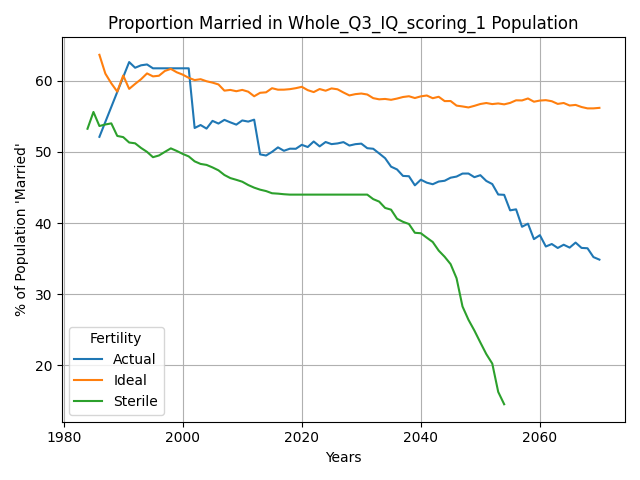 Proportion Married in Whole_Q3_IQ_scoring_1 Population
% of Population 'Married'
60
50
40
30
20
Fertility
Actual
Ideal
Sterile
1980
2000
2020
2040
2060
Years